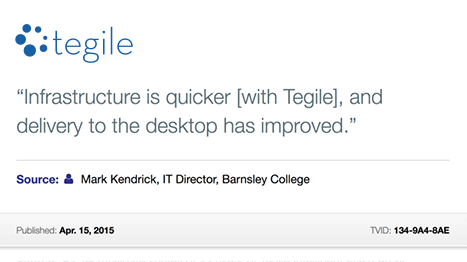 tegile
“Infrastructure is quicker [with Tegile], and
delivery to the desktop has improved.”
Source: Mark Kendrick, IT Director, Barnsley College
Published: Apr. 15, 2015 TVID: 134-9A4-8AE